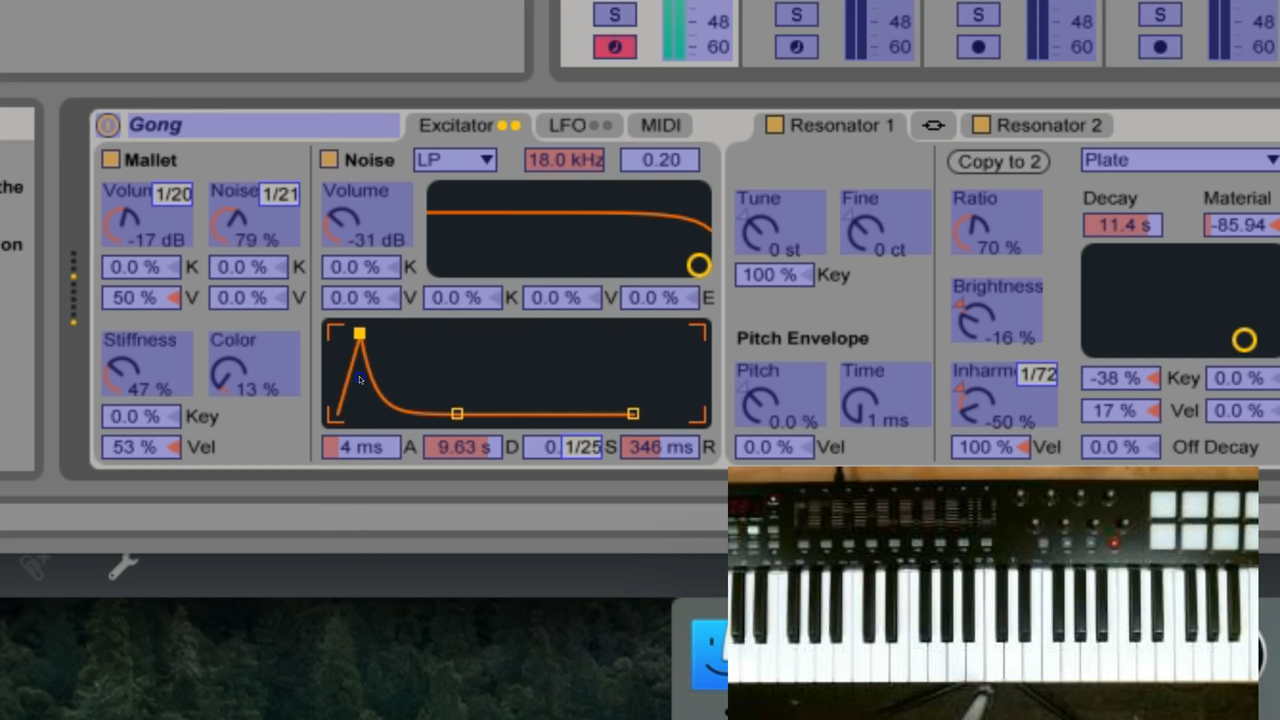 S - 48 S - 48 S - 48 S - 48
- 60 - 60 - 60 - 60
the
on
Gong Excitator LFO MIDI Resonator 1 Resonator 2
Mallet Noise LP 18.0 kHz 0.20 Copy to 2 Plate
Volum 1/20 Noise 1/21 Volume Tune Fine Ratio Decay Material
-17 dB 79 % -31 dB 0 st 0 ct 70 % 11.4 s -85.94
0.0 % K 0.0 % K 0.0 % K 100 % Key
50 % V 0.0 % V 0.0 % V 0.0 % K 0.0 % V 0.0 % E Brightness
-16 %
Stiffness Color Pitch Envelope
47 % 13 % Pitch Time Inharm 1/72 -38 % Key 0.0 %
0.0 % Key 0.0 % 1 ms -50 % 17 % Vel 0.0 %
53 % Vel 4 ms A 9.63 s D 0. 1/25 S 346 ms R 0.0 % Vel 100 % Vel 0.0 % Off Decay